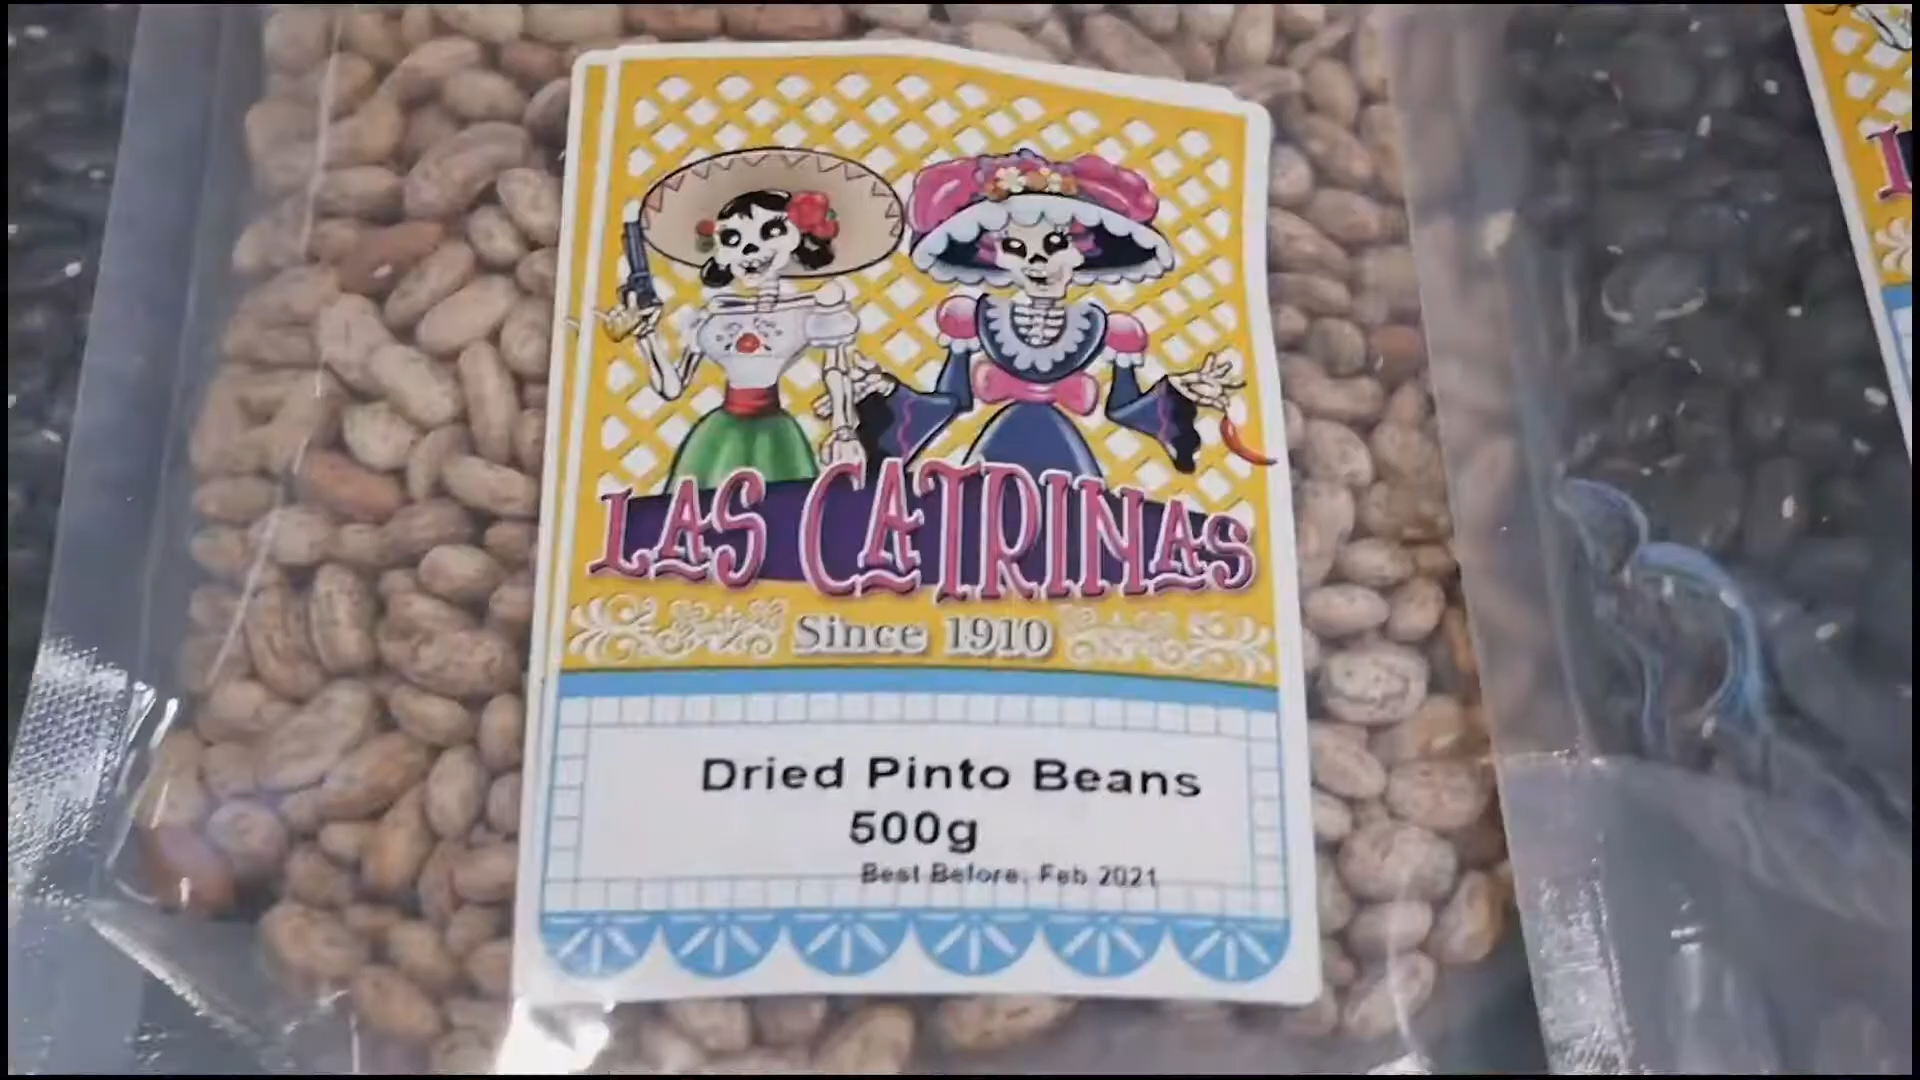 LAS CATRINAS
Since 1910
Dried Pinto Beans
500g
Best Before, Feb 2021